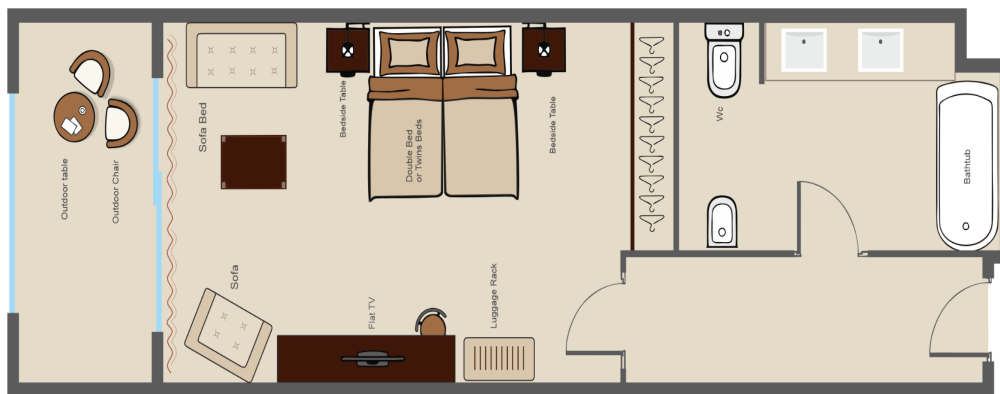 Outdoor table
Outdoor Chair
Sofa Bed
Bedside Table
Double Bed
or Twins Beds
Bedside Table
Wc
Bathtub
Sofa
Flat TV
Luggage Rack